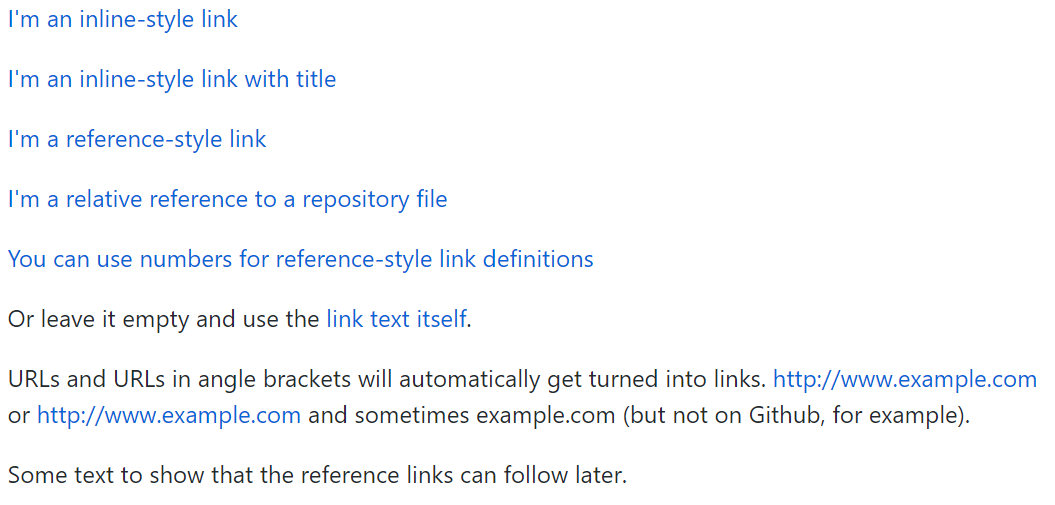 I'm an inline-style link
I'm an inline-style link with title
I'm a reference-style link
I'm a relative reference to a repository file
You can use numbers for reference-style link definitions
Or leave it empty and use the link text itself.
URLs and URLs in angle brackets will automatically get turned into links. http://www.example.com
or http://www.example.com and sometimes example.com (but not on Github, for example).
Some text to show that the reference links can follow later.